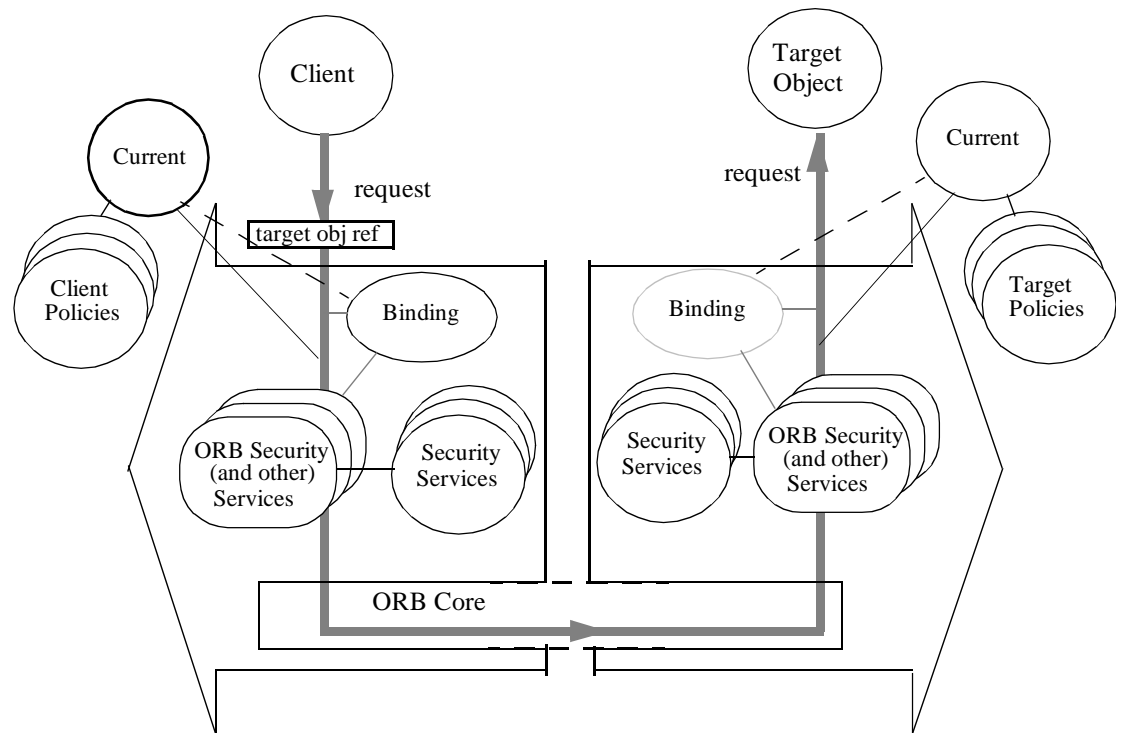 Client
Target
Object
Current
Current
request
request
target obj ref
Client
Policies
Binding
Binding
Target
Policies
ORB Security
(and other)
Services
Security
Services
Security
Services
ORB Security
(and other)
Services
ORB Core